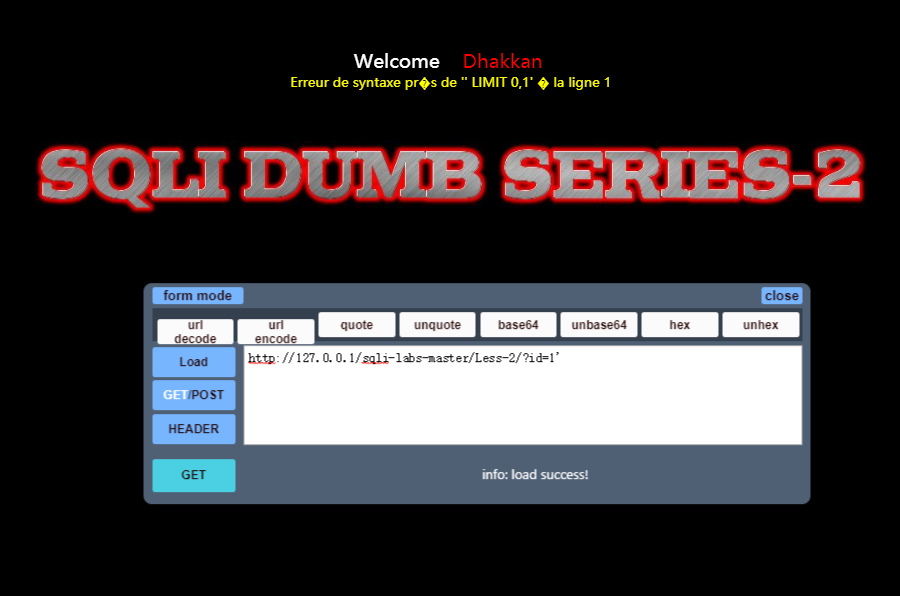 Welcome Dhakkan
Erreur de syntaxe pr�s de '' LIMIT 0,1' � la ligne 1
SQLI DUMB SERIES-2
form mode close
url decode url encode quote unquote base64 unbase64 hex unhex
Load
http://127.0.0.1/sqli-labs-master/Less-2/?id=1'
GET/POST
HEADER
GET info: load success!